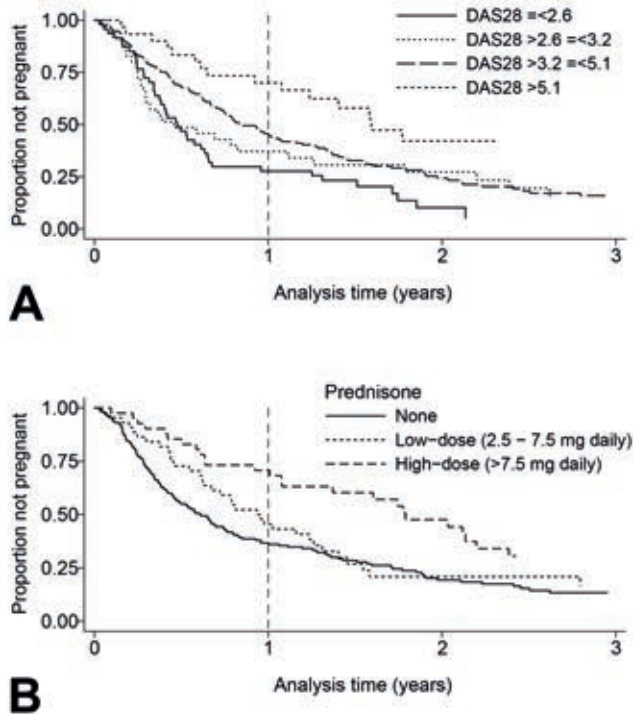 DAS28 =<2.6
DAS28 >2.6 =<3.2
DAS28 >3.2 =<5.1
DAS28 >5.1
Proportion not pregnant
1.00
0.75
0.50
0.25
0.00
0 1 2 3
Analysis time (years)
A
Prednisone
None
Low-dose (2.5 – 7.5 mg daily)
High-dose (>7.5 mg daily)
Proportion not pregnant
1.00
0.75
0.50
0.25
0.00
0 1 2 3
Analysis time (years)
B